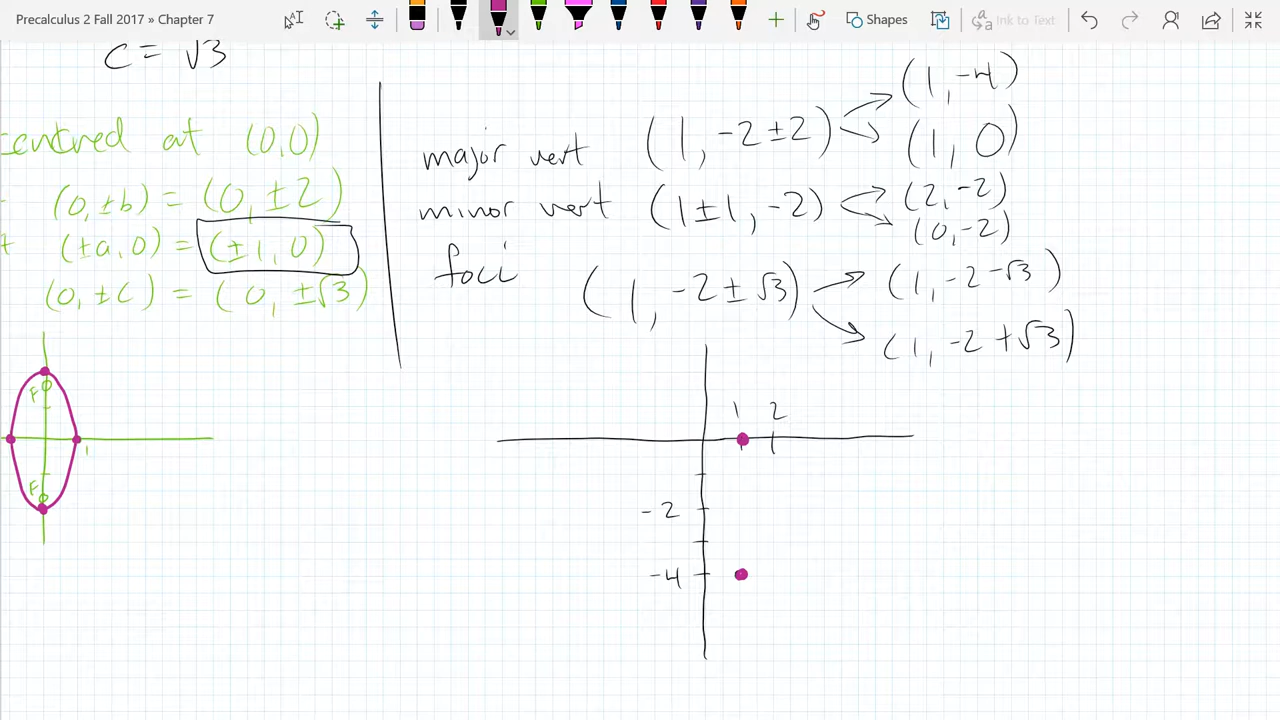 Precalculus 2 Fall 2017 » Chapter 7
Shapes
Ink to Text
c = √3
centred at (0,0)
(0, ±b) = (0, ±2)
(±a, 0) = (±1, 0)
(0, ±c) = (0, ±√3)
F
F
1
major vert (1, -2 ± 2)
(1, -4)
(1, 0)
minor vert (1 ± 1, -2)
(2, -2)
(0, -2)
foci (1, -2 ± √3)
(1, -2 -√3)
(1, -2 +√3)
1 2
-2
-4